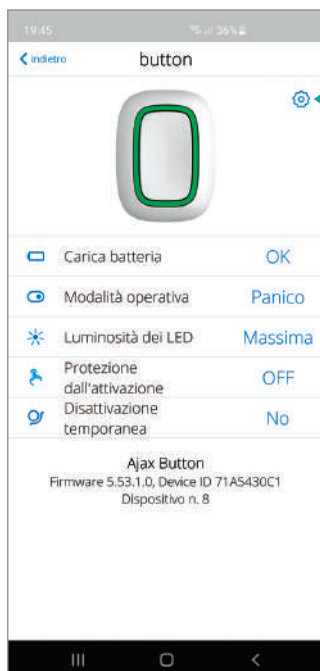 19:45 36%
Indietro button
Carica batteria OK
Modalità operativa Panico
Luminosità dei LED Massima
Protezione
dall'attivazione OFF
Disattivazione
temporanea No
Ajax Button
Firmware 5.53.1.0, Device ID 71A5430C1
Dispositivo n. 8